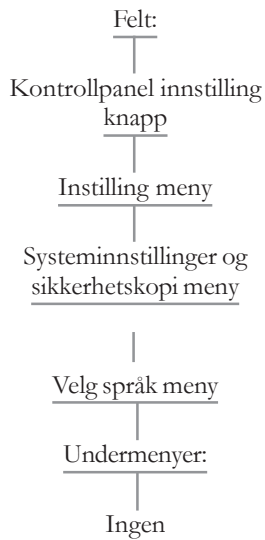 Felt:
Kontrollpanel innstilling
knapp
Instilling meny
Systeminnstillinger og
sikkerhetskopi meny
Velg språk meny
Undermenyer:
Ingen